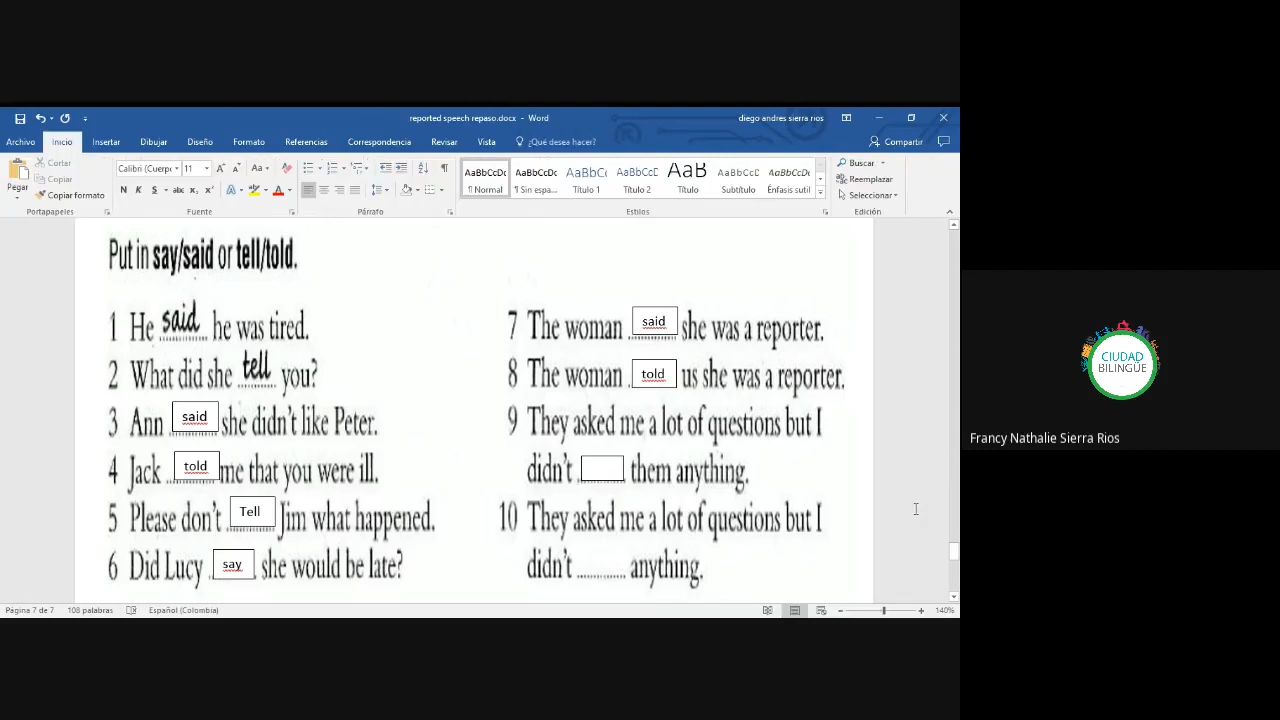 reported speech repaso.docx - Word
diego andres sierra rios
Archivo Inicio Insertar Dibujar Diseño Formato Referencias Correspondencia Revisar Vista ¿Qué desea hacer? Compartir
Pegar
Cortar
Copiar
Copiar formato
Portapapeles
Calibri (Cuerp 11
Aa
N K S abc x₂ x²
Fuente
Párrafo
AaBbCcDc AaBbCcDc AaBbC AaBbCcD AaB AaBbCcD AaBbCcDc
¶ Normal ¶ Sin espa... Título 1 Título 2 Título Subtítulo Énfasis sutil
Estilos
Buscar
Reemplazar
Seleccionar
Edición
Put in say/said or tell/told.
1 He said he was tired.
2 What did she tell you?
3 Ann said she didn't like Peter.
4 Jack told me that you were ill.
5 Please don't Tell Jim what happened.
6 Did Lucy say she would be late?
7 The woman said she was a reporter.
8 The woman told us she was a reporter.
9 They asked me a lot of questions but I
didn't them anything.
10 They asked me a lot of questions but I
didn't ............ anything.
Página 7 de 7 108 palabras Español (Colombia) 140%
CIUDAD
BILINGÜE
Francy Nathalie Sierra Rios